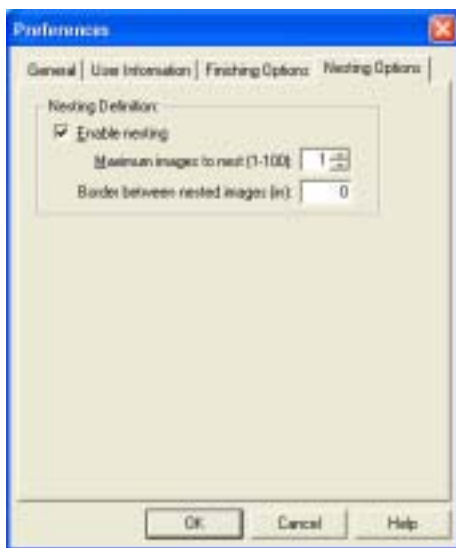 Preferences
General | User Information | Finishing Options | Nesting Options
Nesting Definition:
Enable nesting
Maximum images to nest (1-100): 1
Border between nested images (in): 0
OK Cancel Help